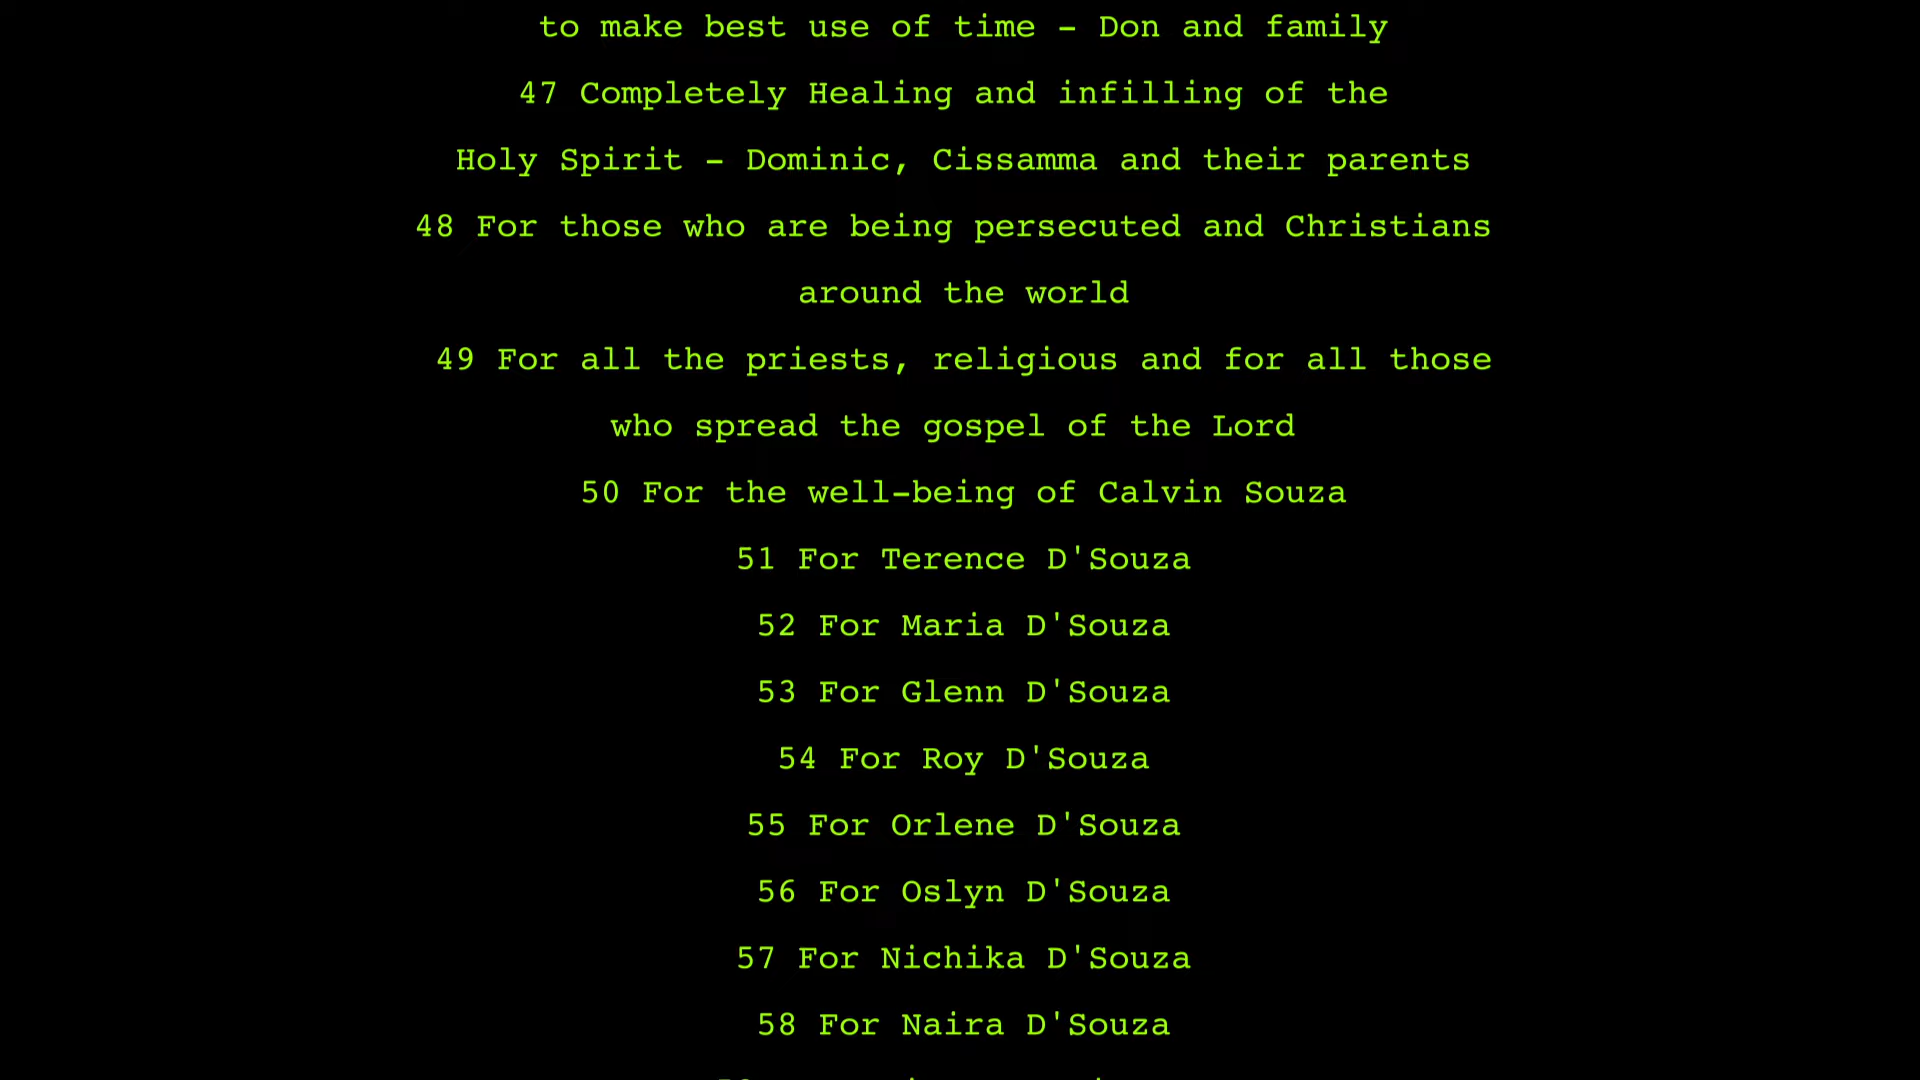 to make best use of time - Don and family
47 Completely Healing and infilling of the
Holy Spirit - Dominic, Cissamma and their parents
48 For those who are being persecuted and Christians
around the world
49 For all the priests, religious and for all those
who spread the gospel of the Lord
50 For the well-being of Calvin Souza
51 For Terence D'Souza
52 For Maria D'Souza
53 For Glenn D'Souza
54 For Roy D'Souza
55 For Orlene D'Souza
56 For Oslyn D'Souza
57 For Nichika D'Souza
58 For Naira D'Souza